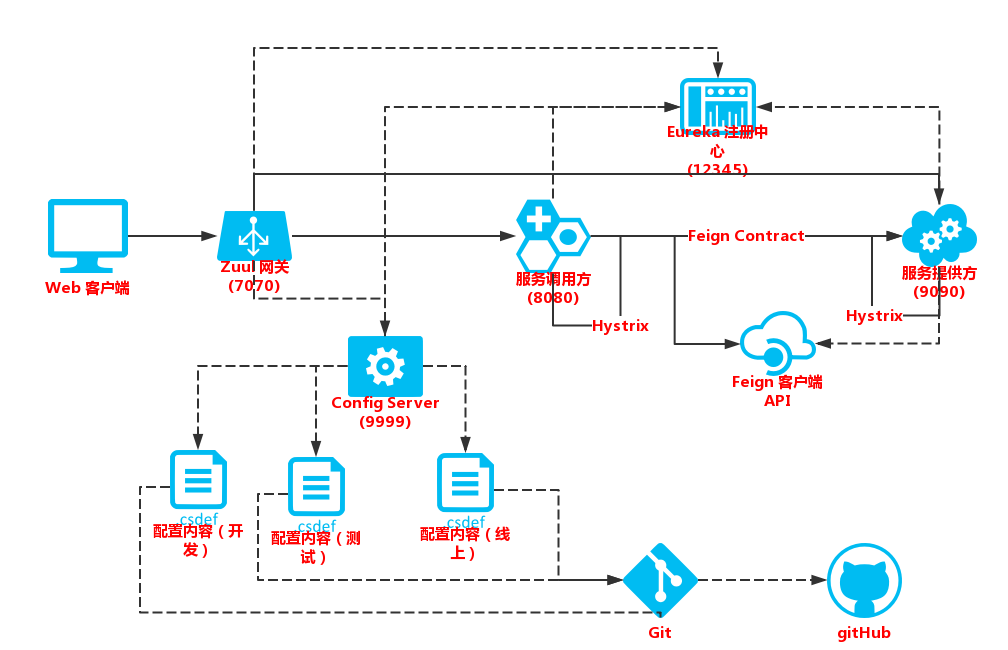 Eureka 注册中
心
(12345)
Feign Contract
Web 客户端
Zuul 网关
(7070)
服务调用方
(8080)
服务提供方
(9090)
Hystrix
Hystrix
Feign 客户端
API
Config Server
(9999)
csdef
配置内容（开
发）
csdef
配置内容（测
试）
csdef
配置内容（线
上）
Git
gitHub